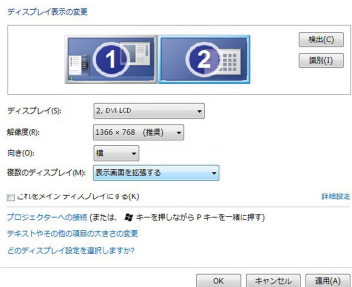 ディスプレイ表示の変更
1
2
検出(C)
識別(I)
ディスプレイ(S):
2. DVI LCD
解像度(R):
1366 × 768 (推奨)
向き(O):
横
複数のディスプレイ(M):
表示画面を拡張する
これをメイン ディスプレイにする(K)
詳細設定
プロジェクターへの接続 (または、 キーを押しながら P キーを一緒に押す)
テキストやその他の項目の大きさの変更
どのディスプレイ設定を選択しますか?
OK
キャンセル
適用(A)